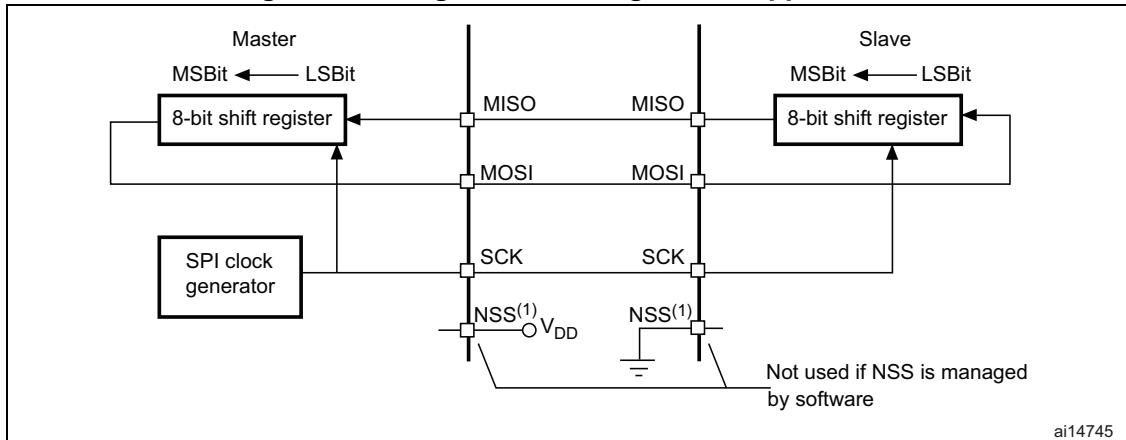 Master
Slave
MSBit LSBit
MSBit LSBit
8-bit shift register
MISO
MISO
8-bit shift register
MOSI
MOSI
SPI clock
generator
SCK
SCK
NSS(1)
VDD
NSS(1)
Not used if NSS is managed
by software
ai14745